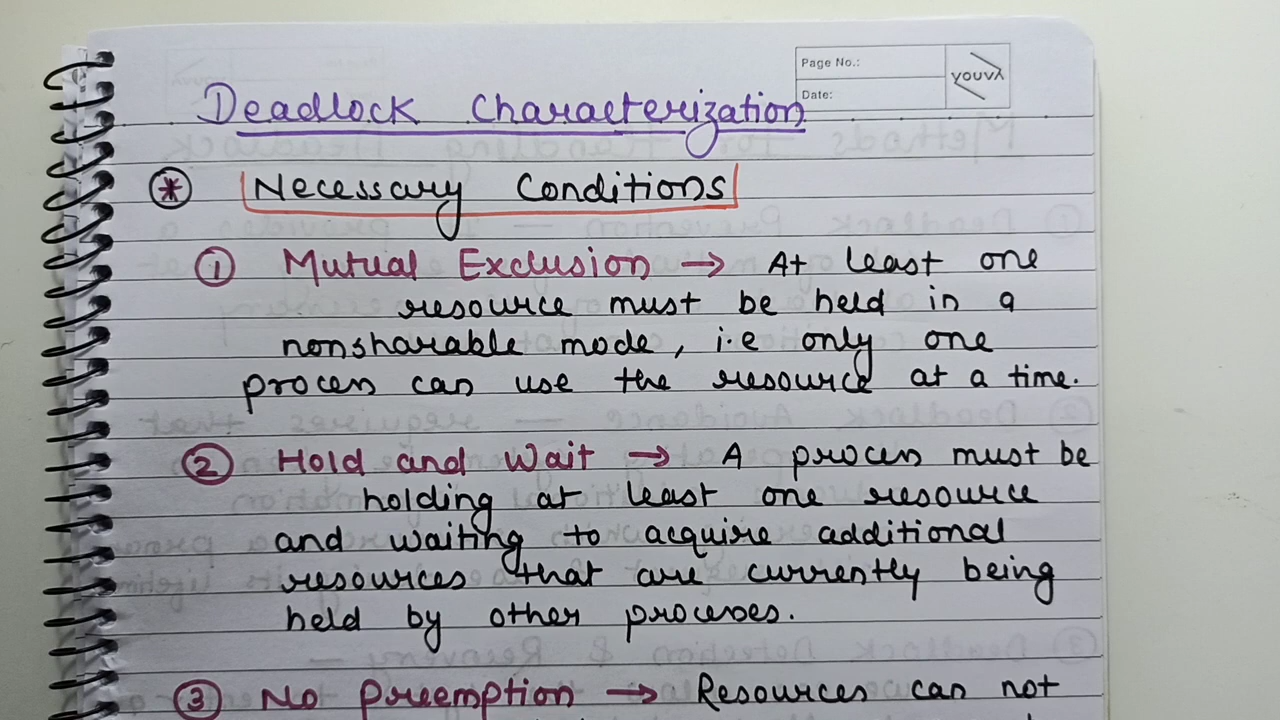 Page No.:
Date:
youvA
Deadlock Characterization
* Necessary Conditions
① Mutual Exclusion → At least one
resource must be held in a
nonsharable mode, i.e only one
process can use the resource at a time.
② Hold and Wait → A process must be
holding at least one resource
and waiting to acquire additional
resources that are currently being
held by other processes.
③ No preemption → Resources can not